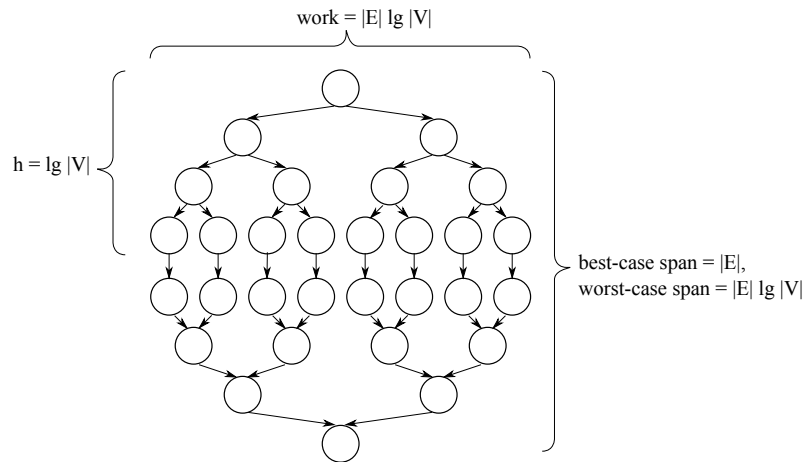 work = |E| lg |V|
h = lg |V|
best-case span = |E|,
worst-case span = |E| lg |V|